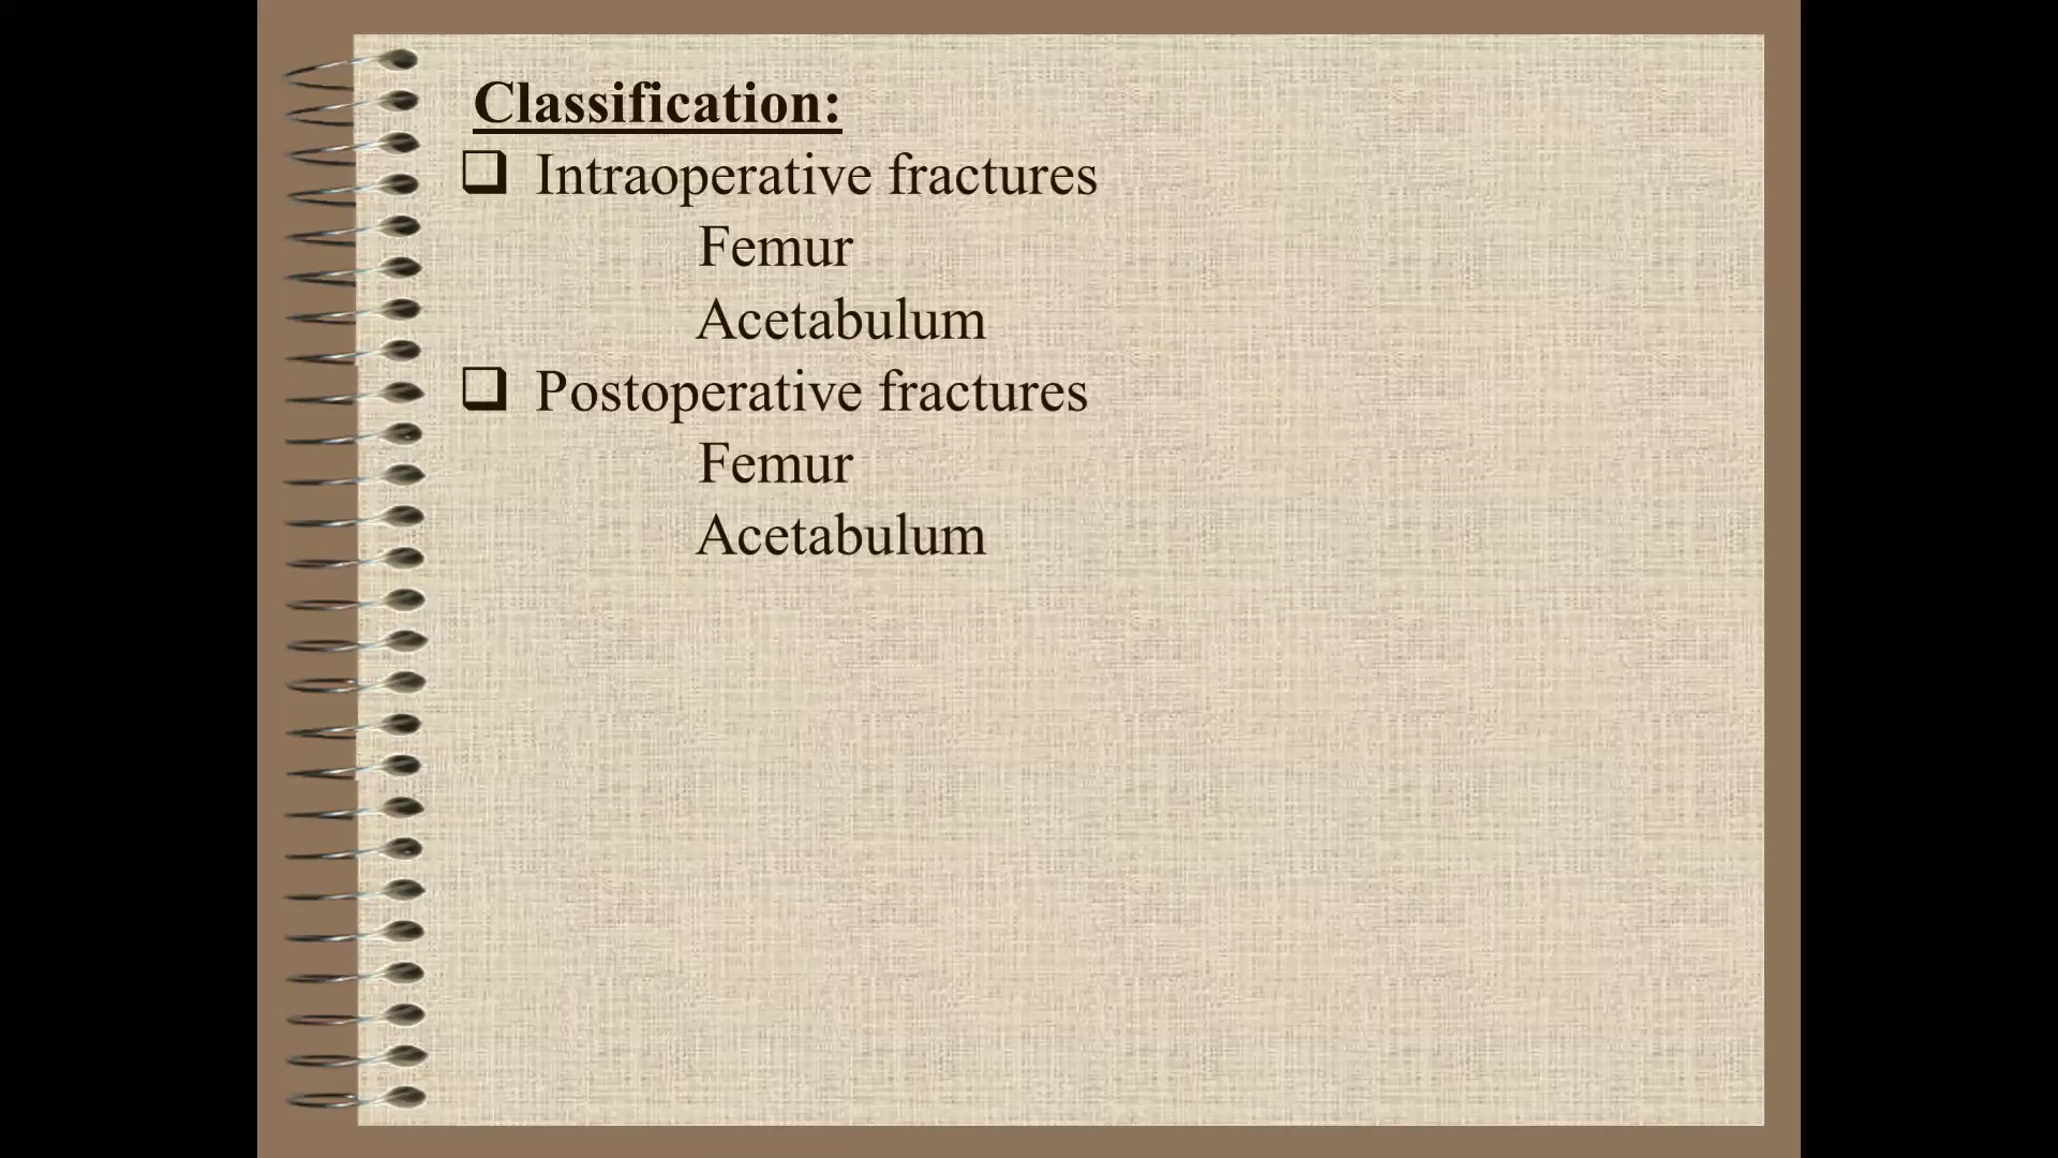 Classification:
❑ Intraoperative fractures
Femur
Acetabulum
❑ Postoperative fractures
Femur
Acetabulum